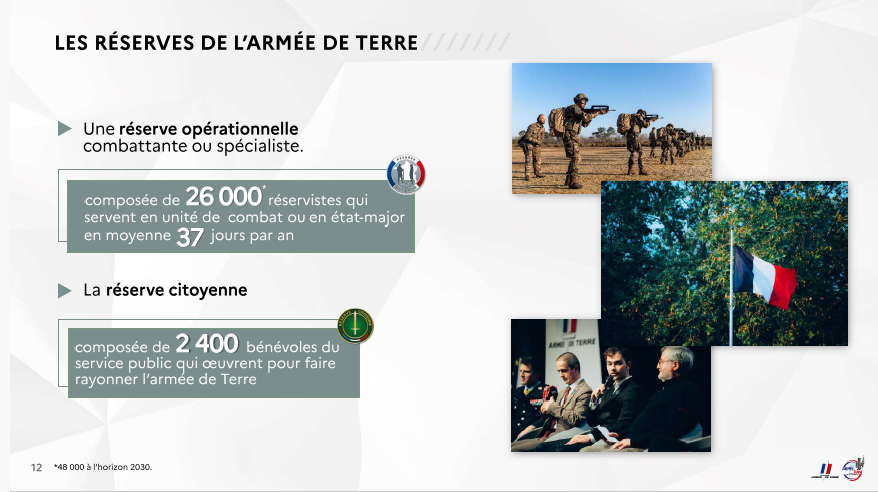 LES RÉSERVES DE L’ARMÉE DE TERRE
Une réserve opérationnelle
combattante ou spécialiste.
composée de 26 000* réservistes qui
servent en unité de combat ou en état-major
en moyenne 37 jours par an
La réserve citoyenne
composée de 2 400 bénévoles du
service public qui œuvrent pour faire
rayonner l’armée de Terre
ARMÉE DE TERRE
12 *48 000 à l’horizon 2030.